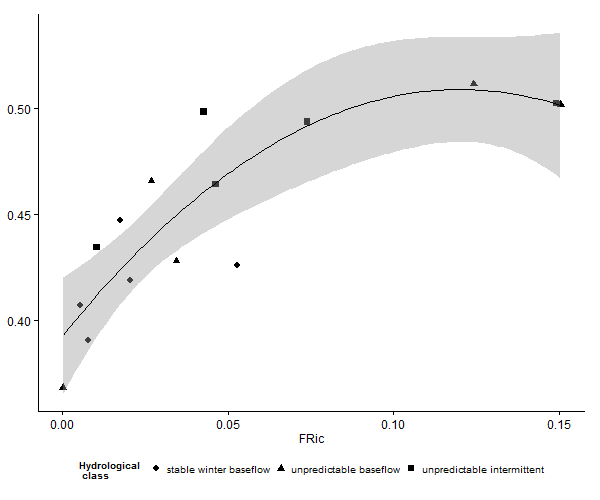 0.50
0.45
0.40
0.00 0.05 0.10 0.15
FRic
Hydrological
class
stable winter baseflow unpredictable baseflow unpredictable intermittent